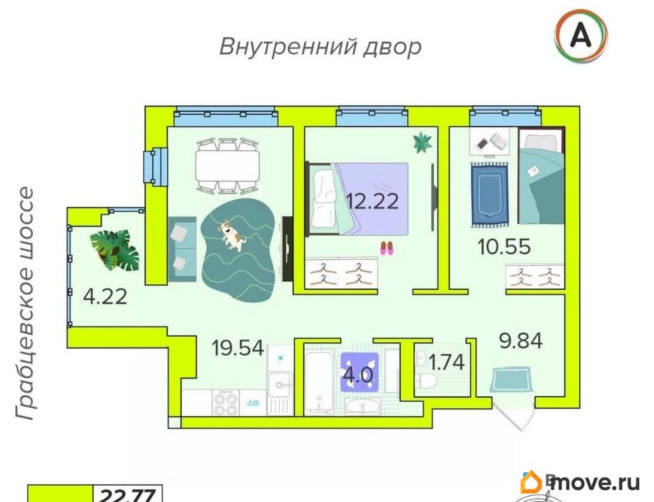 Внутренний двор
А
Грабцевское шоссе
12.22
10.55
4.22
19.54
4.0
1.74
9.84
22.77
В
move.ru